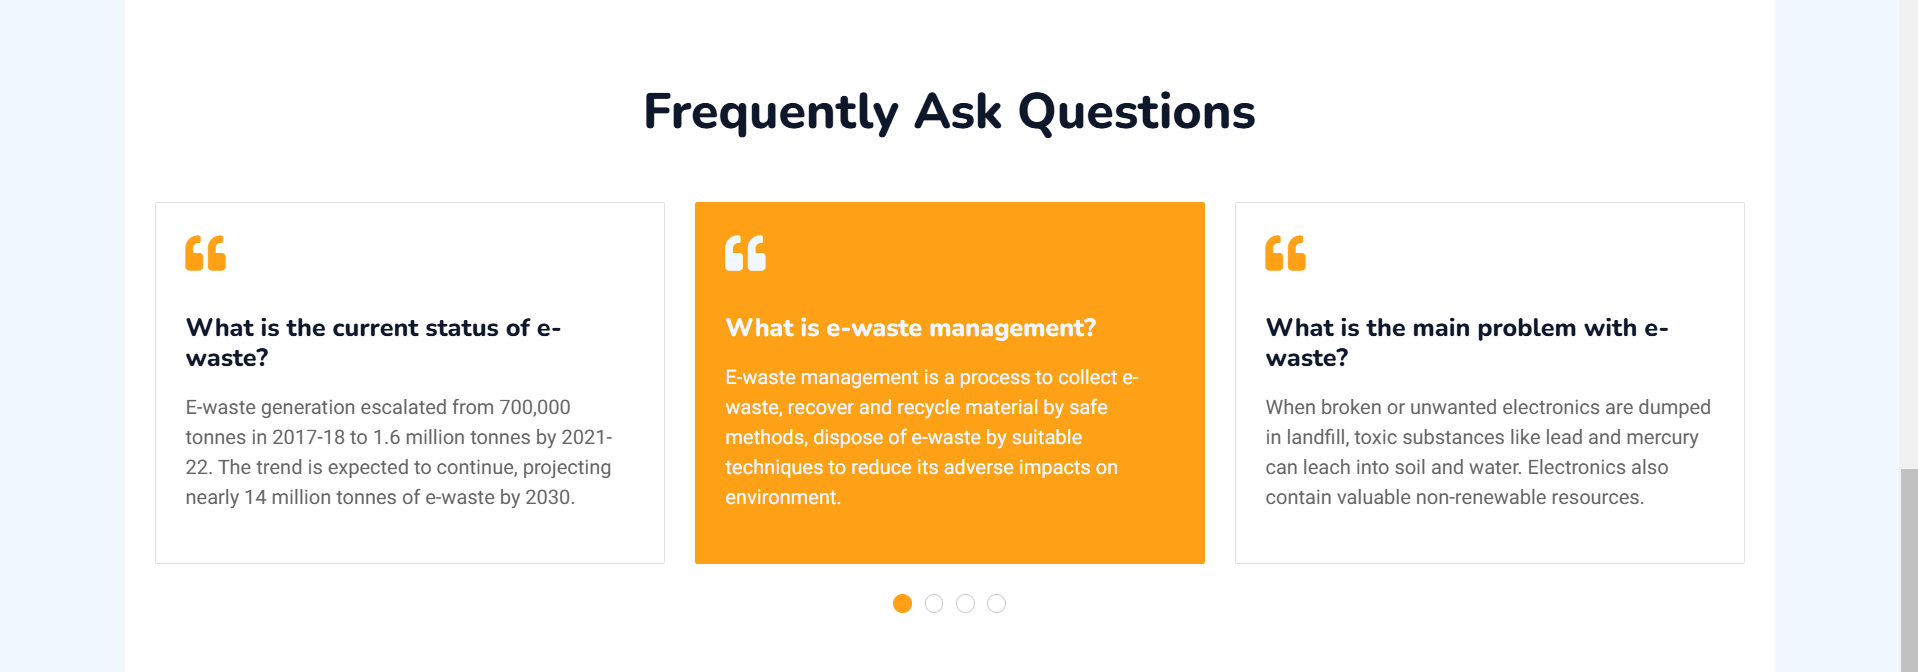 Frequently Ask Questions
What is the current status of e-
waste?
E-waste generation escalated from 700,000
tonnes in 2017-18 to 1.6 million tonnes by 2021-
22. The trend is expected to continue, projecting
nearly 14 million tonnes of e-waste by 2030.
What is e-waste management?
E-waste management is a process to collect e-
waste, recover and recycle material by safe
methods, dispose of e-waste by suitable
techniques to reduce its adverse impacts on
environment.
What is the main problem with e-
waste?
When broken or unwanted electronics are dumped
in landfill, toxic substances like lead and mercury
can leach into soil and water. Electronics also
contain valuable non-renewable resources.